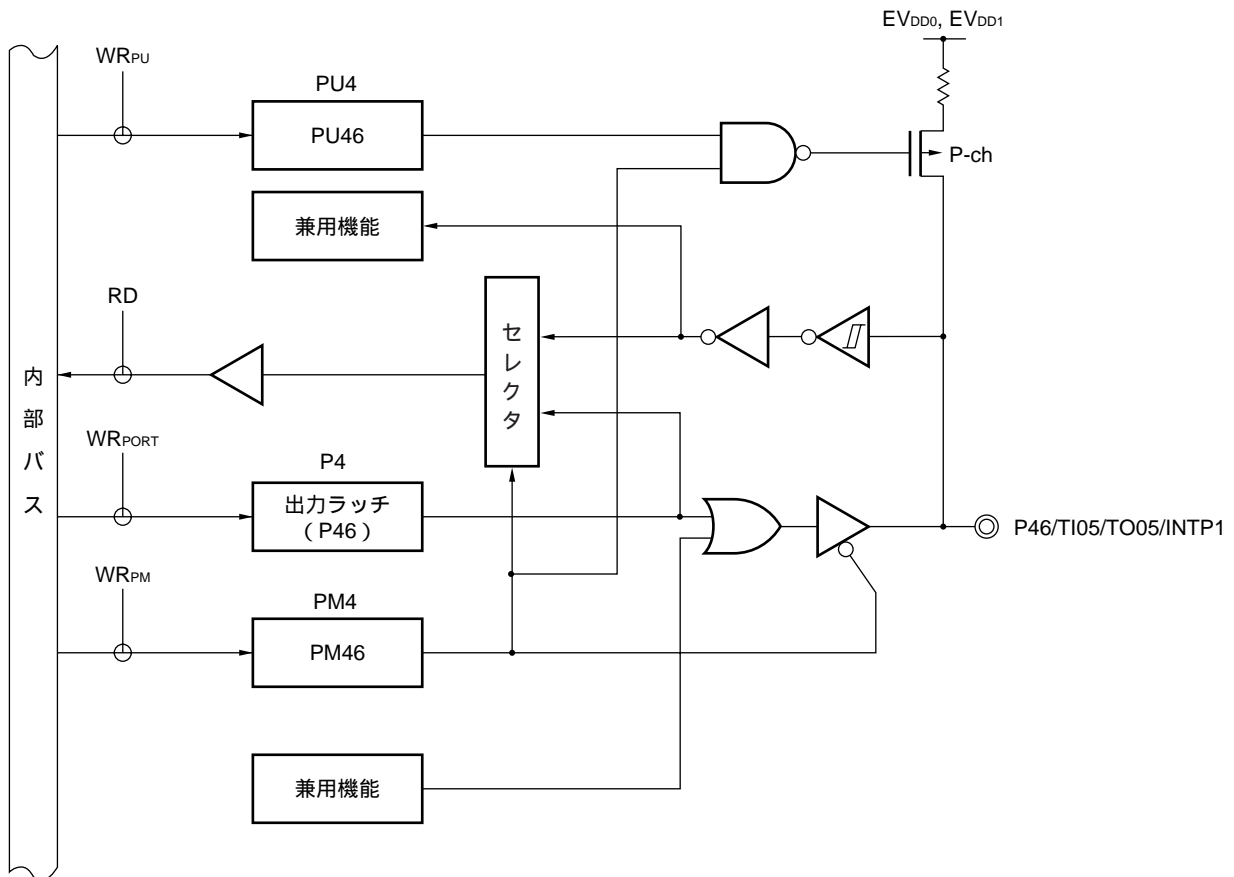 EVDD0, EVDD1
WRPU
PU4
PU46
P-ch
兼用機能
RD
セレクタ
内部バス
WRPORT
P4
出力ラッチ
（P46）
P46/TI05/TO05/INTP1
WRPM
PM4
PM46
兼用機能